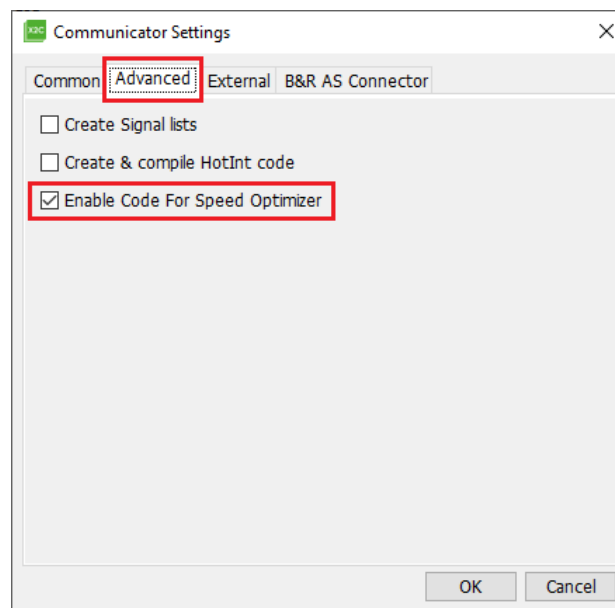 X2C Communicator Settings
Common Advanced External B&R AS Connector
Create Signal lists
Create & compile HotInt code
Enable Code For Speed Optimizer
OK Cancel